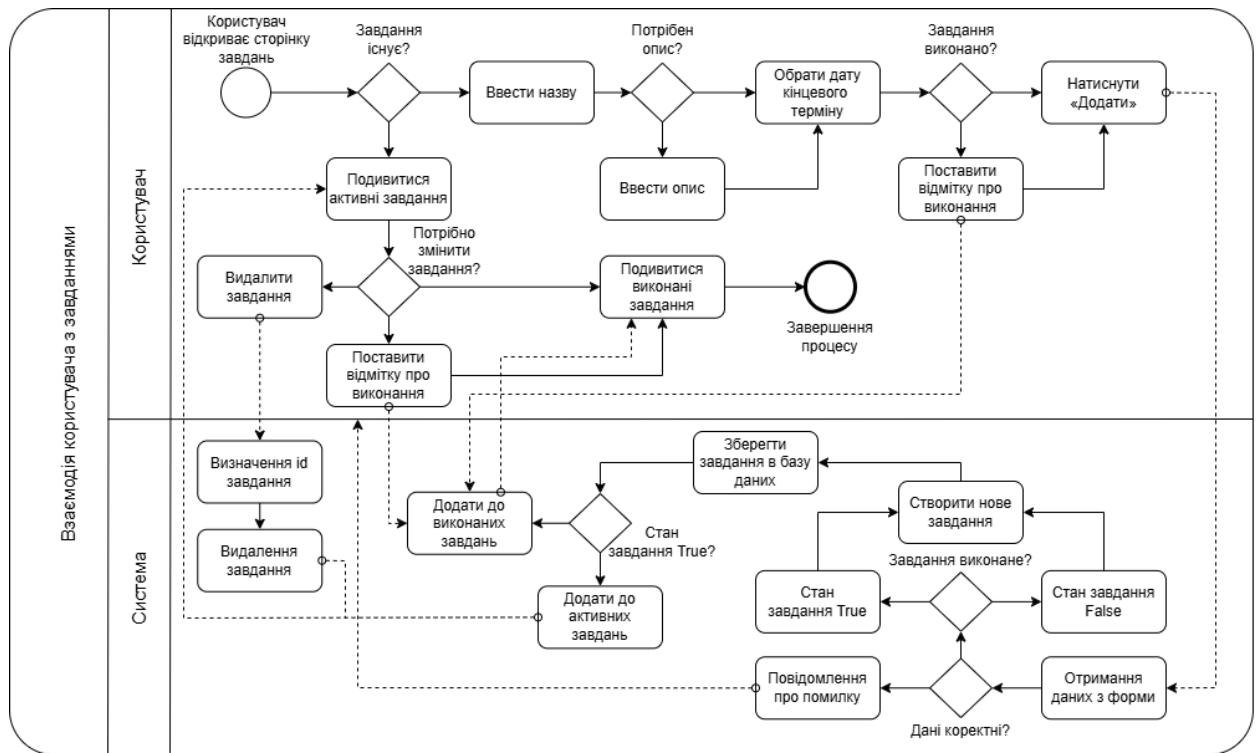 Взаємодія користувача з завданнями
Користувач
Користувач
відкриває сторінку
завдань
Завдання
існує?
Ввести назву
Потрібен
опис?
Обрати дату
кінцевого
терміну
Завдання
виконано?
Натиснути
«Додати»
Подивитися
активні завдання
Ввести опис
Поставити
відмітку про
виконання
Потрібно
змінити
завдання?
Видалити
завдання
Подивитися
виконані
завдання
Завершення
процесу
Поставити
відмітку про
виконання
Система
Визначення id
завдання
Видалення
завдання
Додати до
виконаних
завдань
Стан
завдання True?
Додати до
активних
завдань
Зберегти
завдання в базу
даних
Створити нове
завдання
Завдання виконане?
Стан
завдання True
Стан завдання
False
Повідомлення
про помилку
Дані коректні?
Отримання
даних з форми